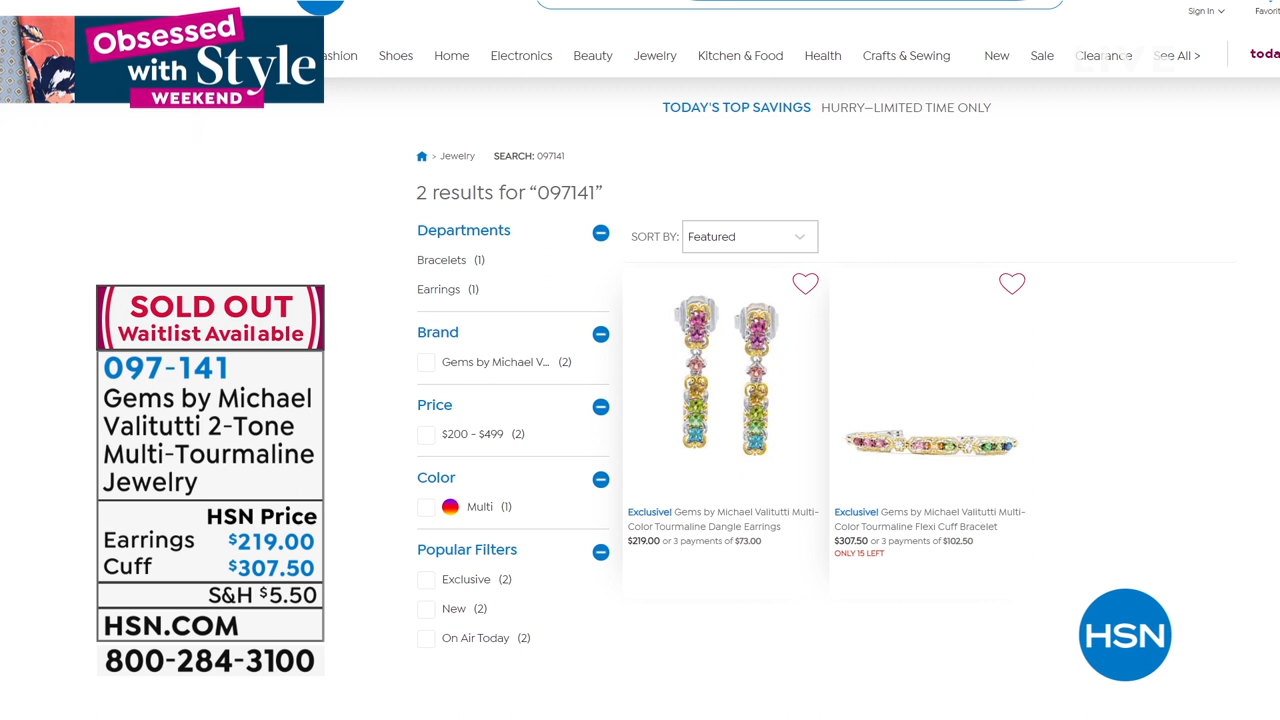 Obsessed
with Style
WEEKEND
Sign In
Shoes
Home
Electronics
Beauty
Jewelry
Kitchen & Food
Health
Crafts & Sewing
New
Sale
Clearance
See All >
TODAY'S TOP SAVINGS HURRY—LIMITED TIME ONLY
> Jewelry SEARCH: 097141
2 results for “097141”
Departments
Bracelets (1)
Earrings (1)
Brand
Gems by Michael V... (2)
Price
$200 - $499 (2)
Color
Multi (1)
Popular Filters
Exclusive (2)
New (2)
On Air Today (2)
SORT BY: Featured
Exclusive! Gems by Michael Valitutti Multi-
Color Tourmaline Dangle Earrings
$219.00 or 3 payments of $73.00
Exclusive! Gems by Michael Valitutti Multi-
Color Tourmaline Flexi Cuff Bracelet
$307.50 or 3 payments of $102.50
ONLY 15 LEFT
SOLD OUT
Waitlist Available
097-141
Gems by Michael
Valitutti 2-Tone
Multi-Tourmaline
Jewelry
HSN Price
Earrings $219.00
Cuff $307.50
S&H $5.50
HSN.COM
800-284-3100
HSN